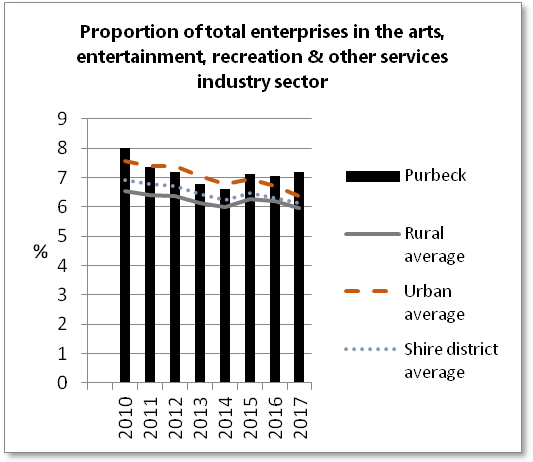 Proportion of total enterprises in the arts,
entertainment, recreation & other services
industry sector
9
8
7
6
5
4
3
2
1
0
%
2010
2011
2012
2013
2014
2015
2016
2017
Purbeck
Rural
average
Urban
average
Shire district
average